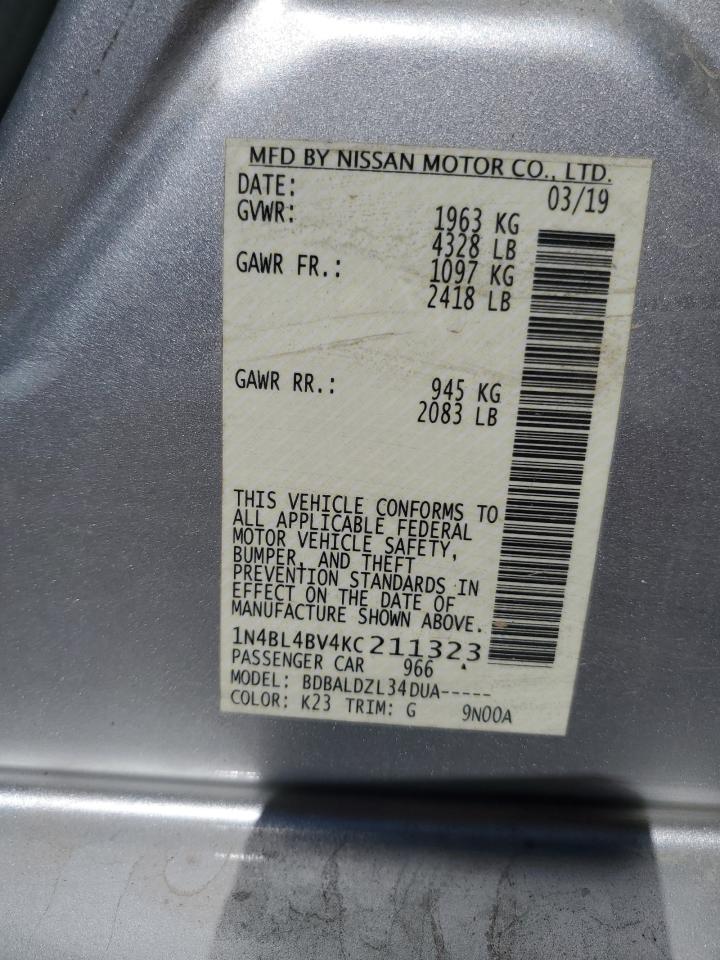 MFD BY NISSAN MOTOR CO., LTD.
DATE: 03/19
GVWR: 1963 KG
4328 LB
GAWR FR.: 1097 KG
2418 LB
GAWR RR.: 945 KG
2083 LB
THIS VEHICLE CONFORMS TO
ALL APPLICABLE FEDERAL
MOTOR VEHICLE SAFETY,
BUMPER, AND THEFT
PREVENTION STANDARDS IN
EFFECT ON THE DATE OF
MANUFACTURE SHOWN ABOVE.
1N4BL4BV4KC211323
PASSENGER CAR 966
MODEL: BDBALDZL34DUA-----
COLOR: K23 TRIM: G 9N00A